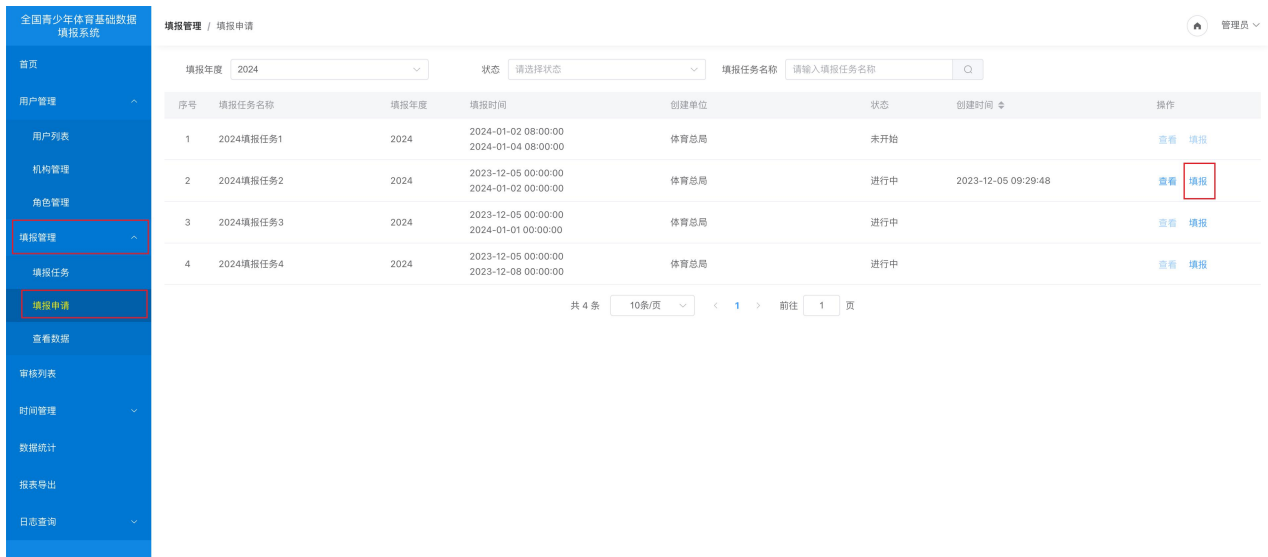 全国青少年体育基础数据
填报系统
填报管理 / 填报申请
管理员
首页
用户管理
用户列表
机构管理
角色管理
填报管理
填报任务
填报申请
查看数据
审核列表
时间管理
数据统计
报表导出
日志查询
填报年度 2024 状态 请选择状态 填报任务名称 请输入填报任务名称
序号 填报任务名称 填报年度 填报时间 创建单位 状态 创建时间 操作
1 2024填报任务1 2024 2024-01-02 08:00:00 体育总局 未开始 查看 填报
2024-01-04 08:00:00
2 2024填报任务2 2024 2023-12-05 00:00:00 体育总局 进行中 2023-12-05 09:29:48 查看 填报
2024-01-02 00:00:00
3 2024填报任务3 2024 2023-12-05 00:00:00 体育总局 进行中 查看 填报
2024-01-01 00:00:00
4 2024填报任务4 2024 2023-12-05 00:00:00 体育总局 进行中 查看 填报
2023-12-08 00:00:00
共 4 条 10条/页 < 1 > 前往 1 页